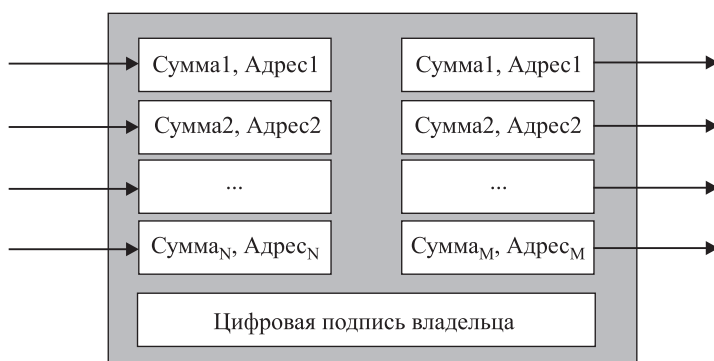 Сумма1, Адрес1
Сумма1, Адрес1
Сумма2, Адрес2
Сумма2, Адрес2
...
...
СуммаN, АдресN
СуммаM, АдресM
Цифровая подпись владельца